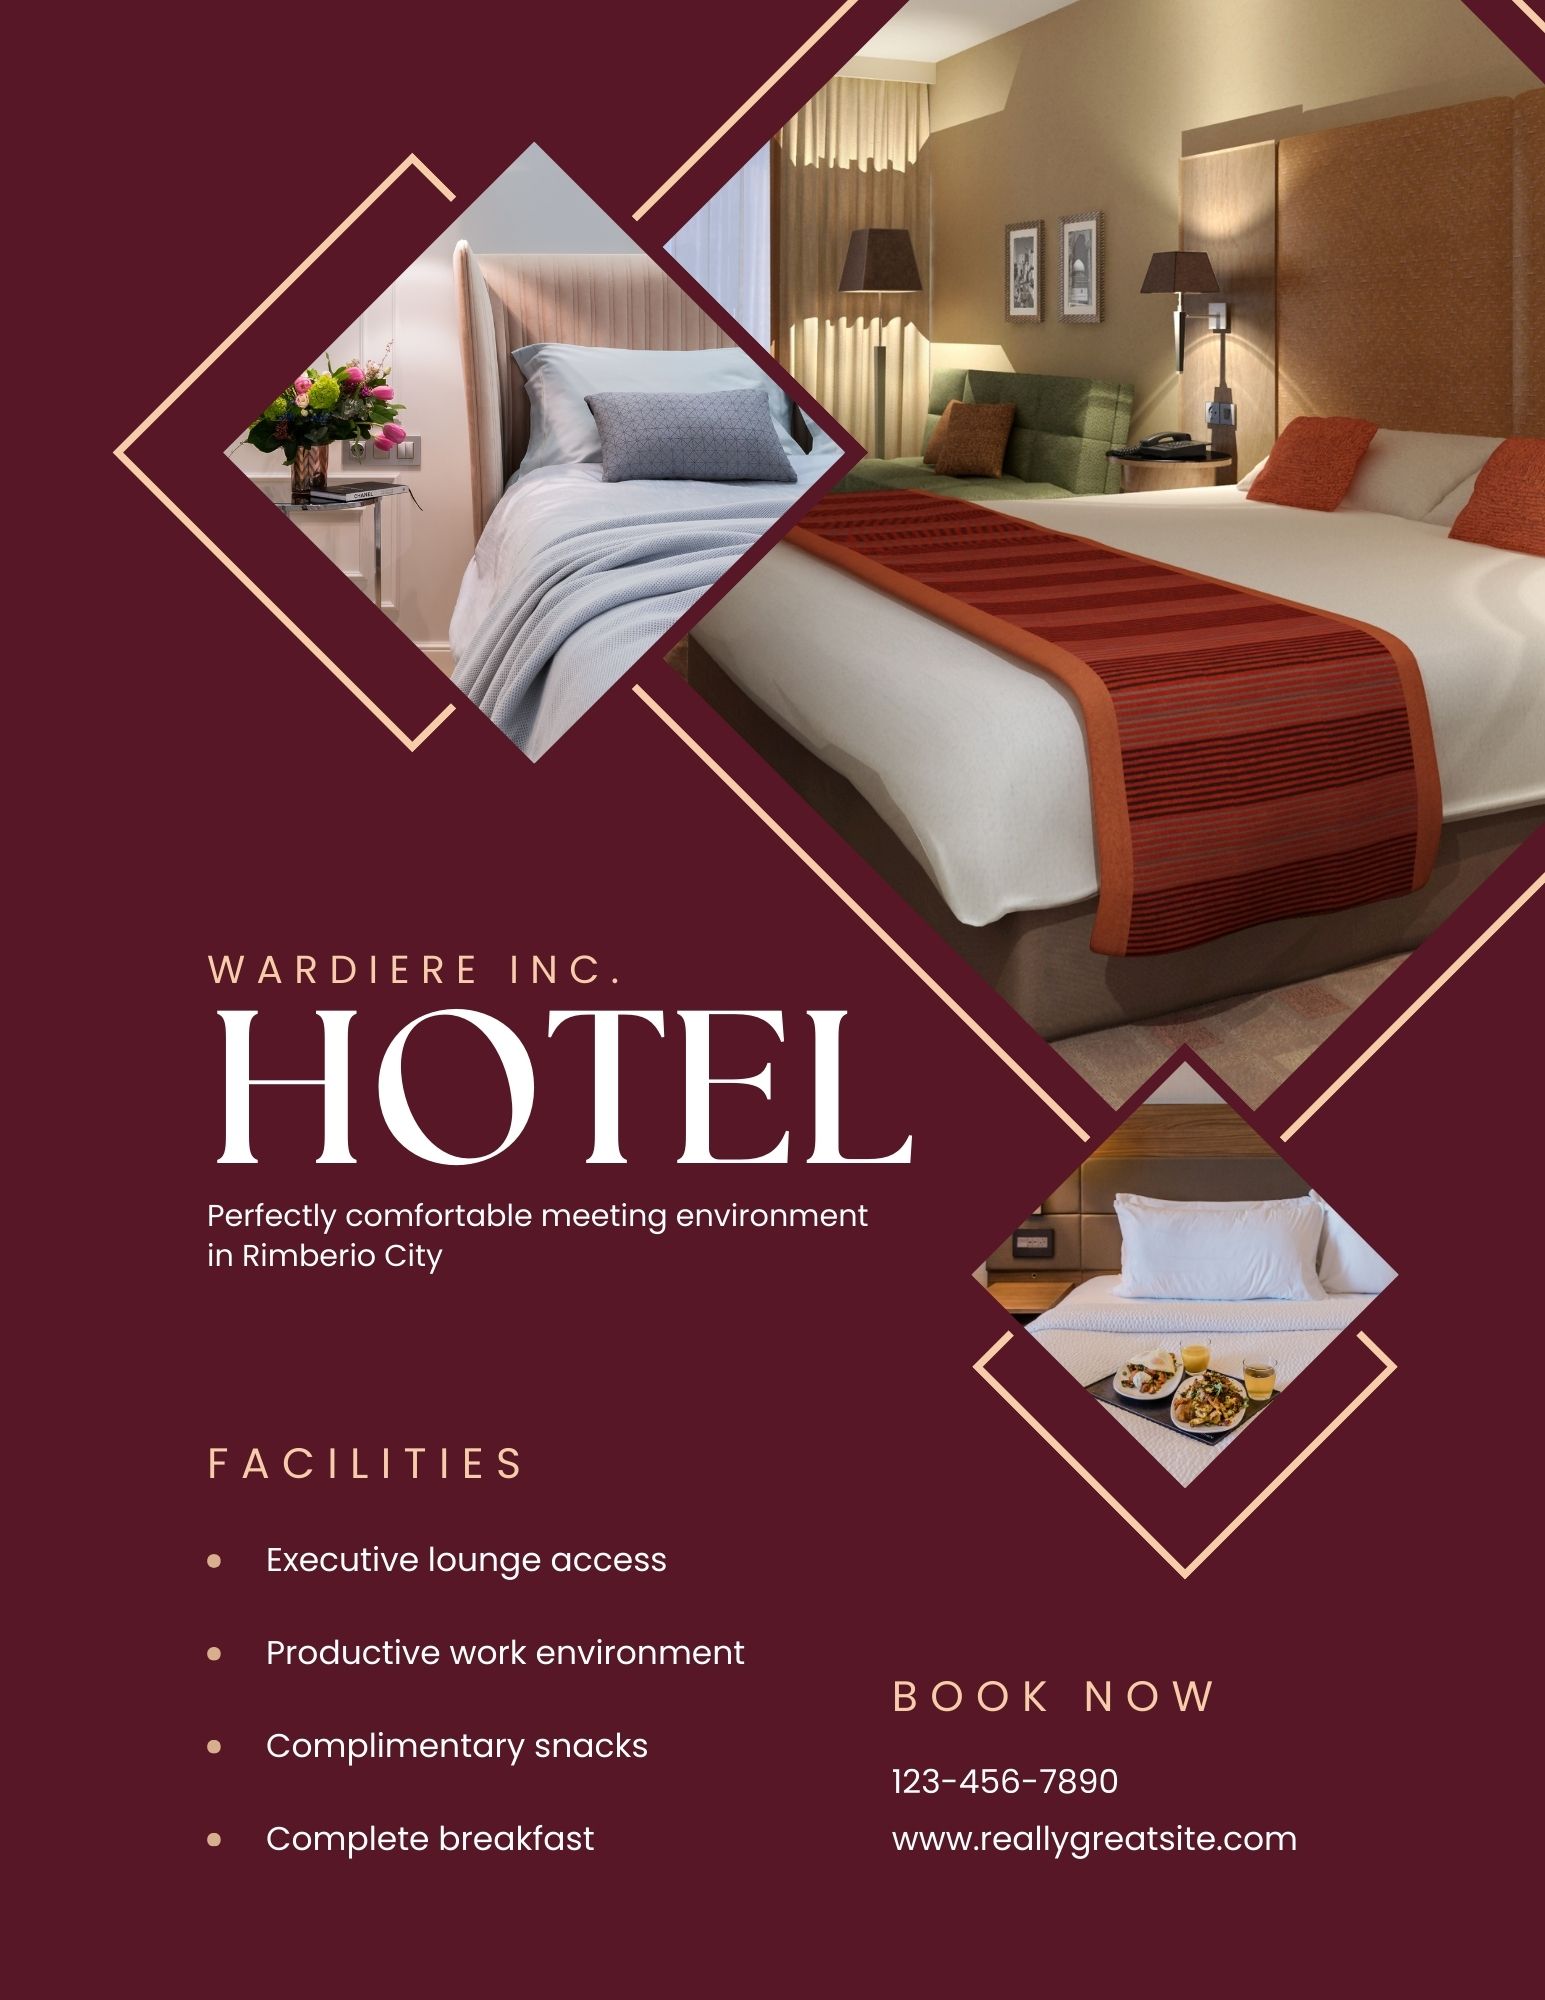 WARDIERE INC.
HOTEL
Perfectly comfortable meeting environment
in Rimberio City
FACILITIES
Executive lounge access
Productive work environment
Complimentary snacks
Complete breakfast
BOOK NOW
123-456-7890
www.reallygreatsite.com
CHANEL